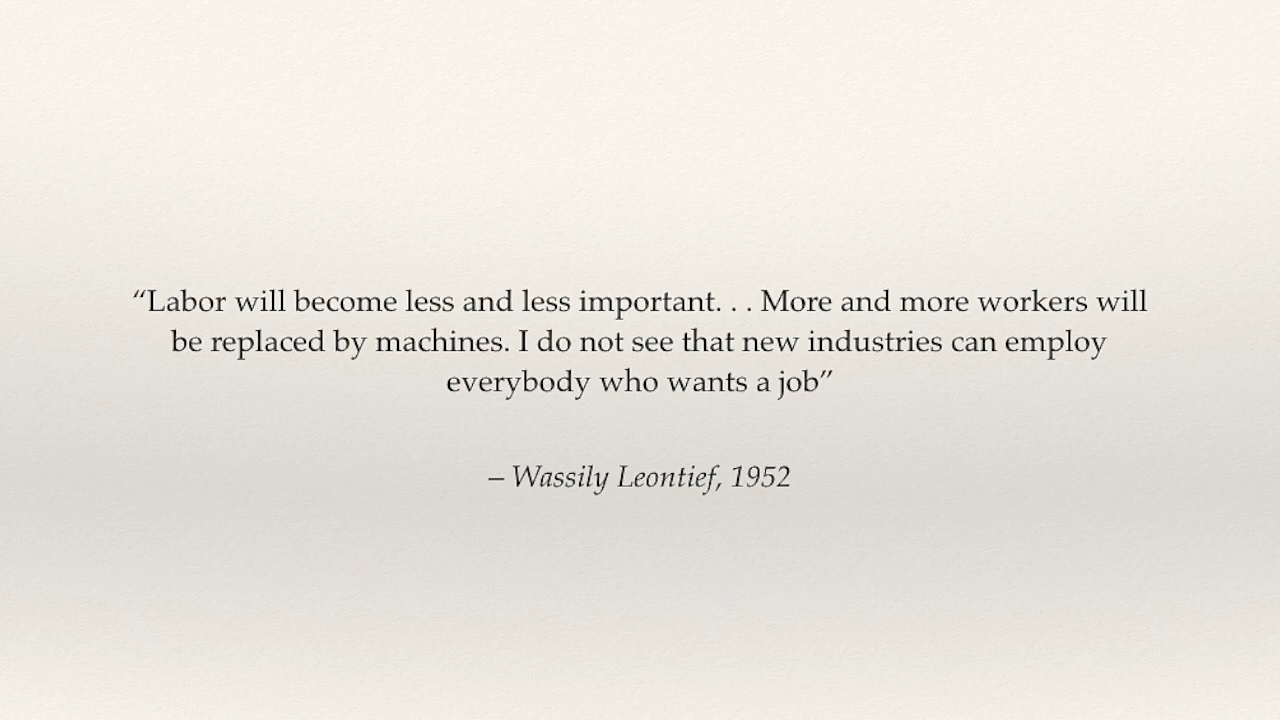 “Labor will become less and less important. . . More and more workers will
be replaced by machines. I do not see that new industries can employ
everybody who wants a job”
– Wassily Leontief, 1952